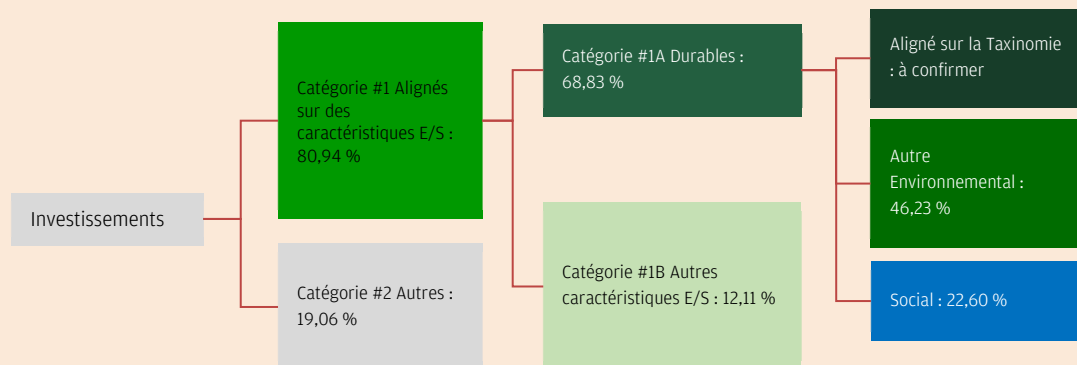 Investissements
Catégorie #1 Alignés
sur des
caractéristiques E/S :
80,94 %
Catégorie #2 Autres :
19,06 %
Catégorie #1A Durables :
68,83 %
Catégorie #1B Autres
caractéristiques E/S : 12,11 %
Aligné sur la Taxinomie
: à confirmer
Autre
Environnemental :
46,23 %
Social : 22,60 %